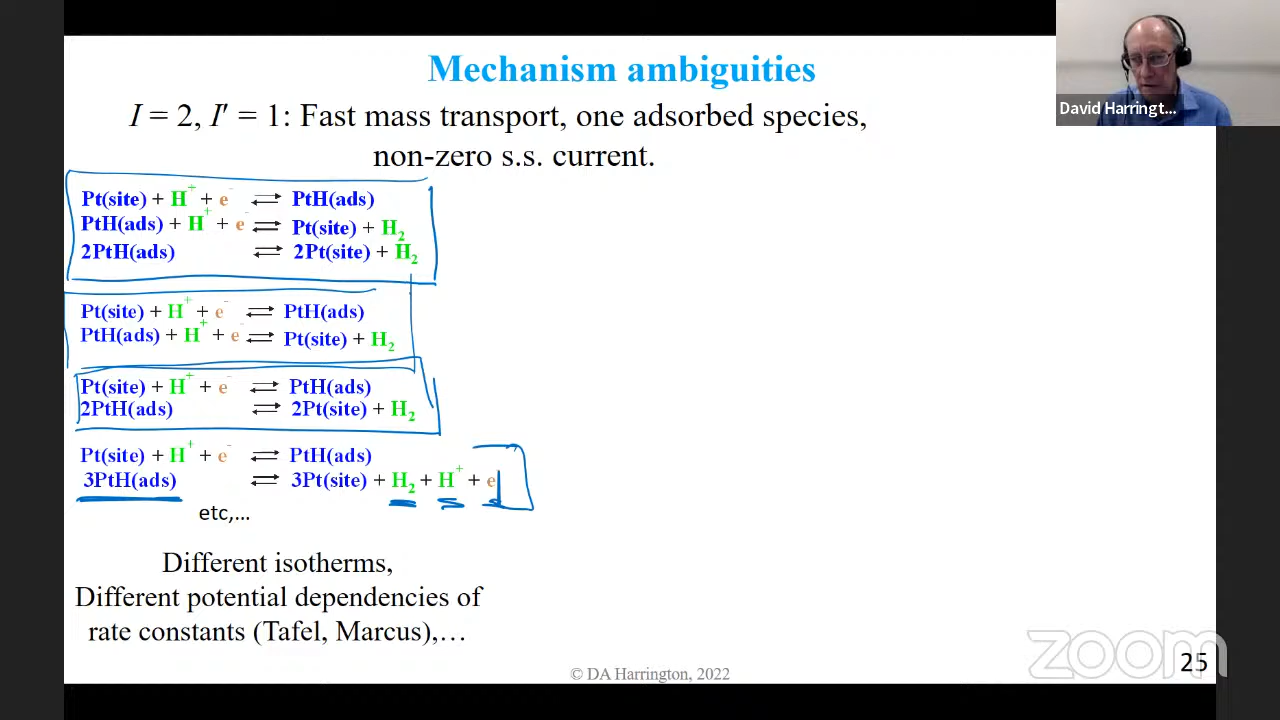 Mechanism ambiguities
I = 2, I' = 1: Fast mass transport, one adsorbed species,
non-zero s.s. current.
David Harringt...
Pt(site) + H⁺ + e⁻ ⇌ PtH(ads)
PtH(ads) + H⁺ + e⁻ ⇌ Pt(site) + H₂
2PtH(ads) ⇌ 2Pt(site) + H₂
Pt(site) + H⁺ + e⁻ ⇌ PtH(ads)
PtH(ads) + H⁺ + e⁻ ⇌ Pt(site) + H₂
Pt(site) + H⁺ + e⁻ ⇌ PtH(ads)
2PtH(ads) ⇌ 2Pt(site) + H₂
Pt(site) + H⁺ + e⁻ ⇌ PtH(ads)
3PtH(ads) ⇌ 3Pt(site) + H₂ + H⁺ + e
etc,...
Different isotherms,
Different potential dependencies of
rate constants (Tafel, Marcus),...
© DA Harrington, 2022
zoom
25